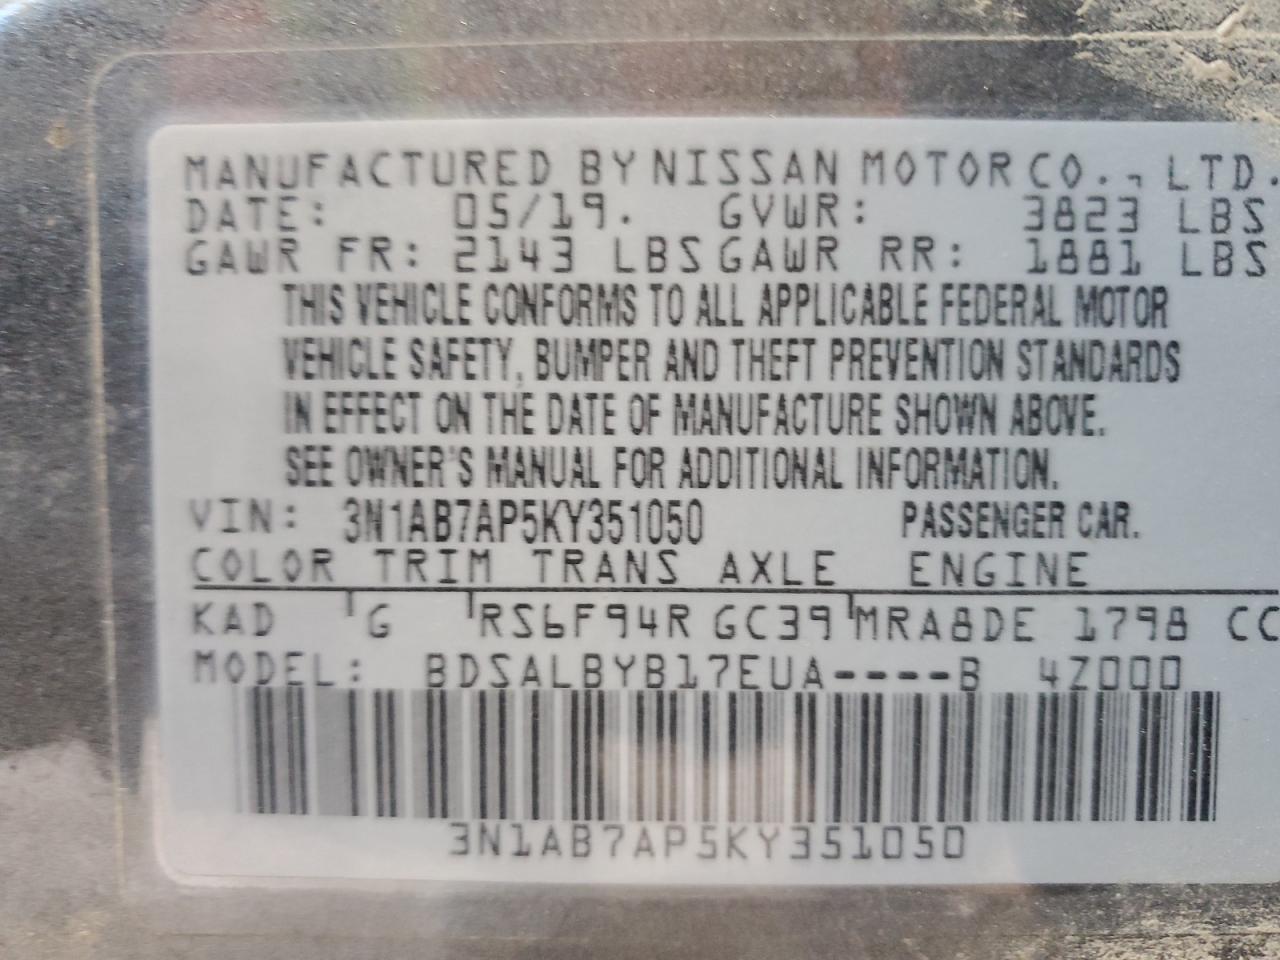 MANUFACTURED BY NISSAN MOTOR CO., LTD.
DATE: 05/19. GVWR: 3823 LBS
GAWR FR: 2143 LBS GAWR RR: 1881 LBS
THIS VEHICLE CONFORMS TO ALL APPLICABLE FEDERAL MOTOR
VEHICLE SAFETY, BUMPER AND THEFT PREVENTION STANDARDS
IN EFFECT ON THE DATE OF MANUFACTURE SHOWN ABOVE.
SEE OWNER'S MANUAL FOR ADDITIONAL INFORMATION.
VIN: 3N1AB7AP5KY351050 PASSENGER CAR.
COLOR TRIM TRANS AXLE ENGINE
KAD G RS6F94R GC39 MRA8DE 1798 CC
MODEL: BDSALBYB17EUA----B 4Z000
3N1AB7AP5KY351050